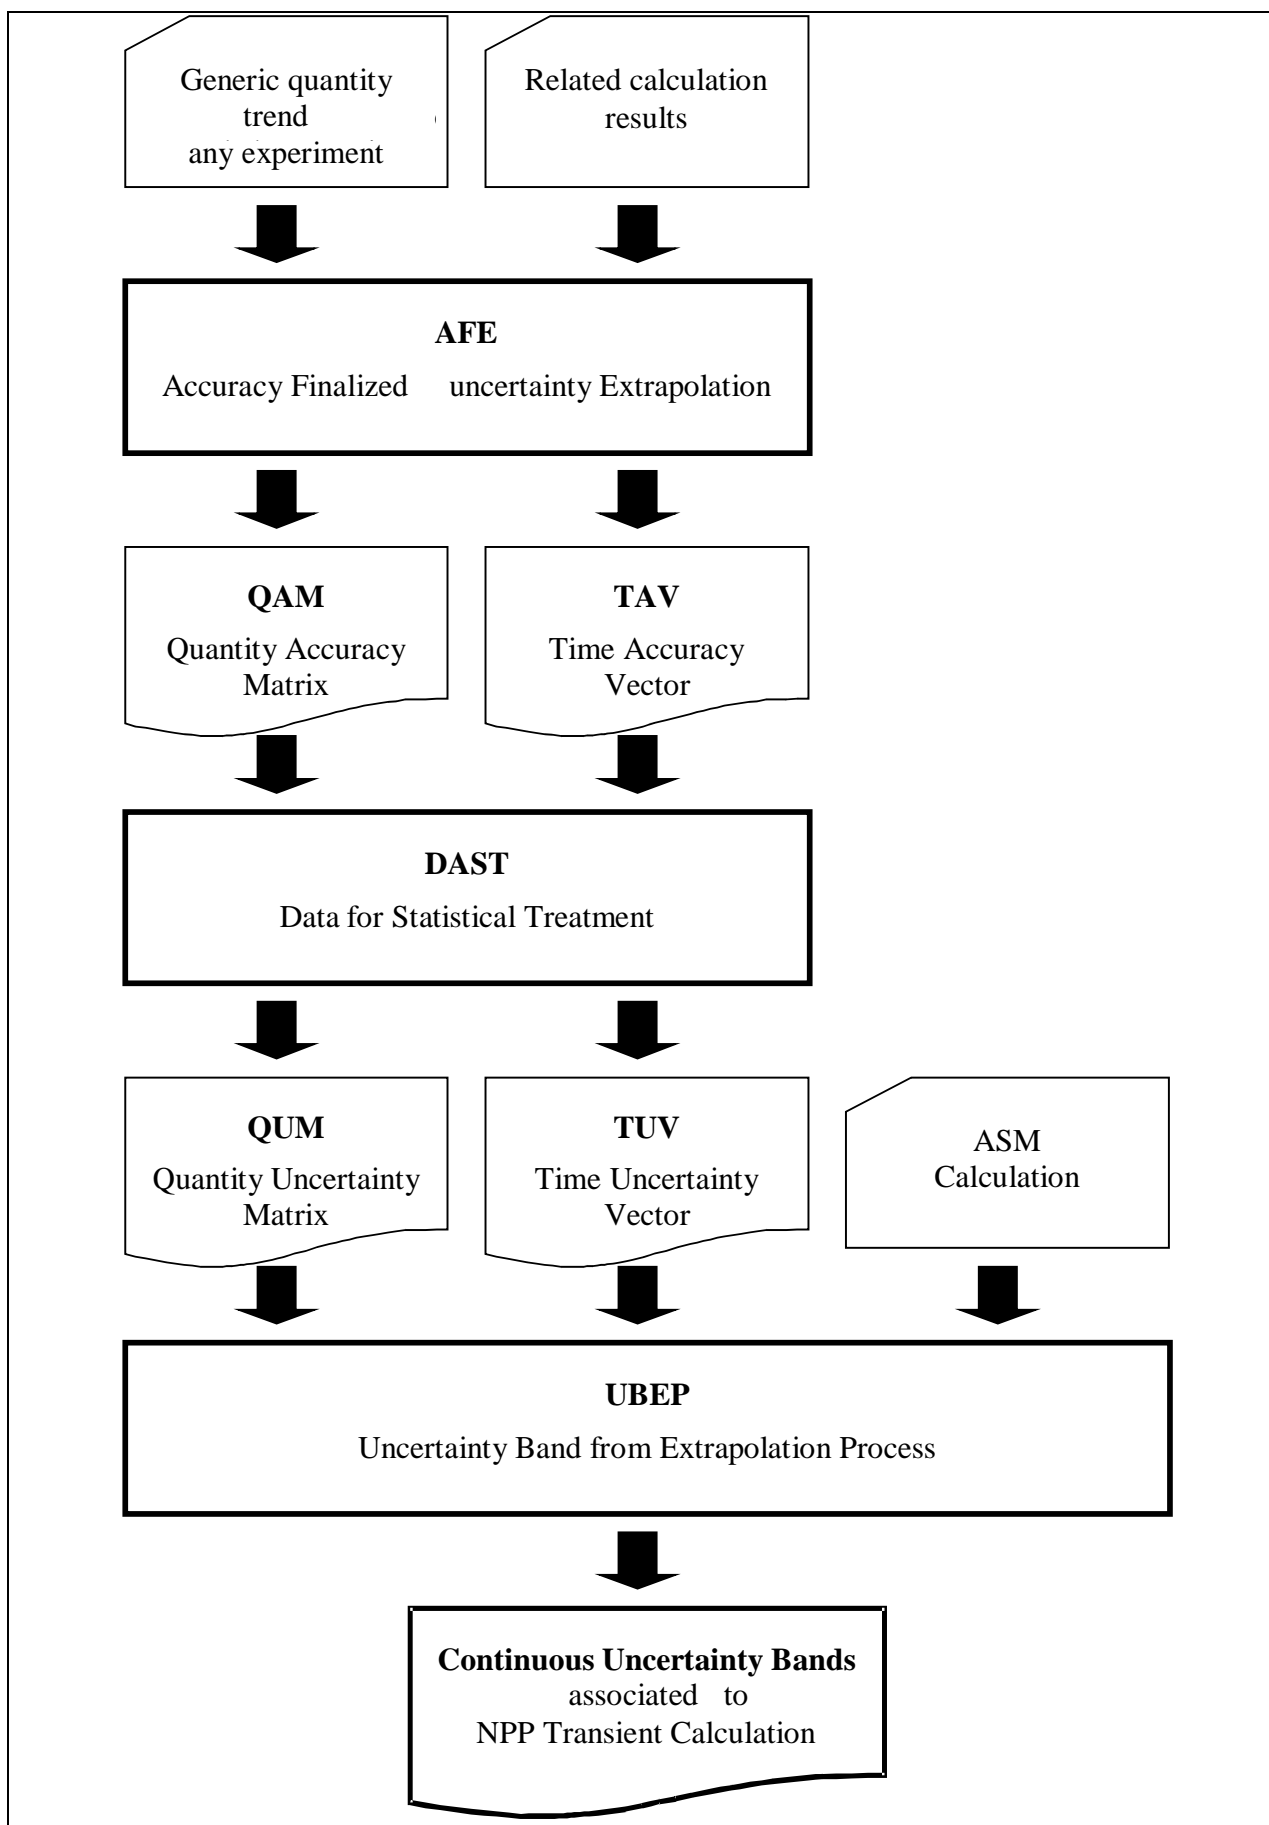 Generic quantity
trend
any experiment
Related calculation
results
AFE
Accuracy Finalized uncertainty Extrapolation
QAM
Quantity Accuracy
Matrix
TAV
Time Accuracy
Vector
DAST
Data for Statistical Treatment
QUM
Quantity Uncertainty
Matrix
TUV
Time Uncertainty
Vector
ASM
Calculation
UBEP
Uncertainty Band from Extrapolation Process
Continuous Uncertainty Bands
associated to
NPP Transient Calculation